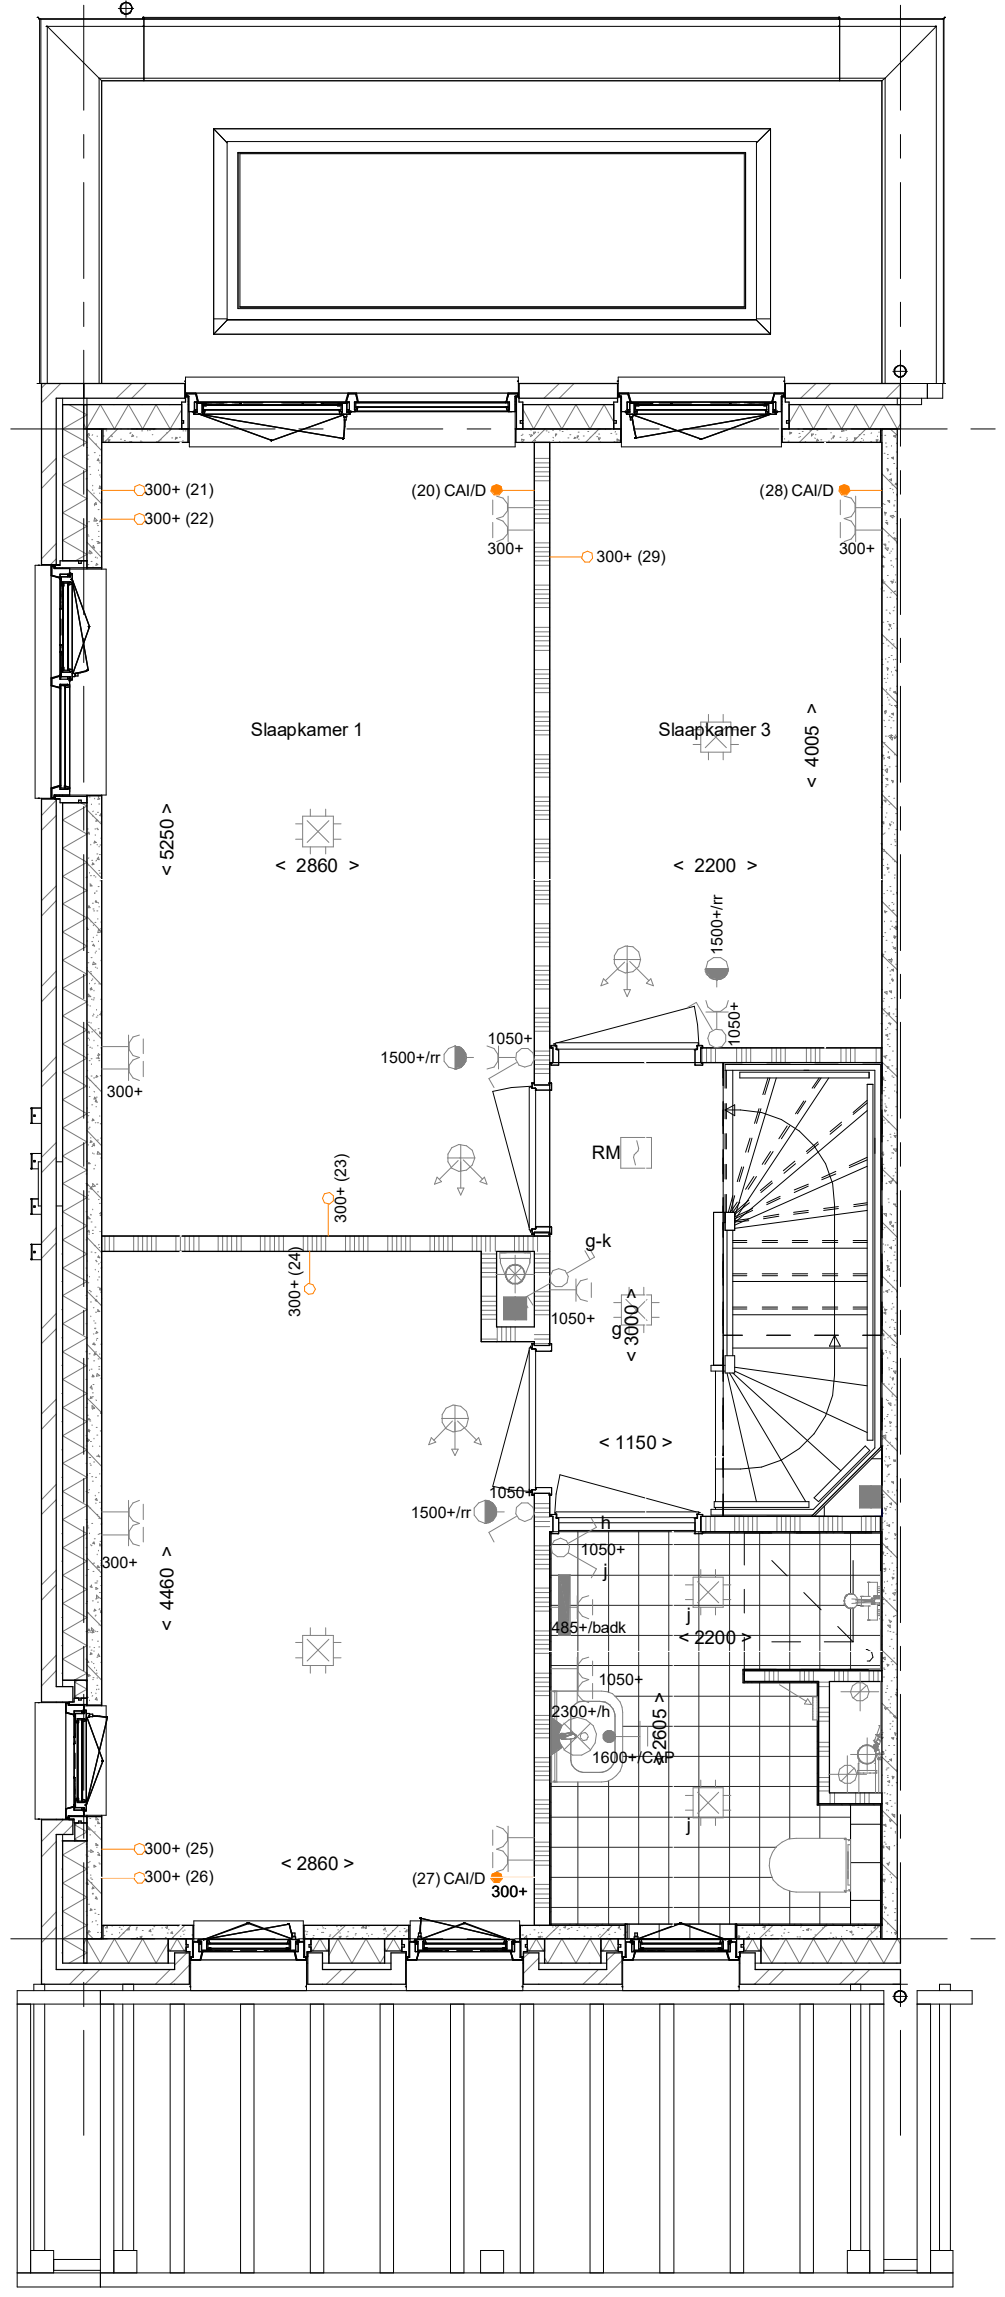 300+ (21)
(20) CAI/D
(28) CAI/D
300+ (22)
300+
300+
300+ (29)
Slaapkamer 1
Slaapkamer 3
< 4005 >
< 5250 >
< 2860 >
< 2200 >
1500+/rr
1050+
1050+
1500+/rr
300+
RM
300+ (23)
g-k
300+ (24)
1050+
< 3000 >
g
< 1150 >
1050+
1500+/rr
h
1050+
300+
j
< 4460 >
j
485+/badk
< 2200 >
1050+
2300+/h
< 2605 >
1600+/CAP
j
300+ (25)
< 2860 >
300+ (26)
(27) CAI/D
300+